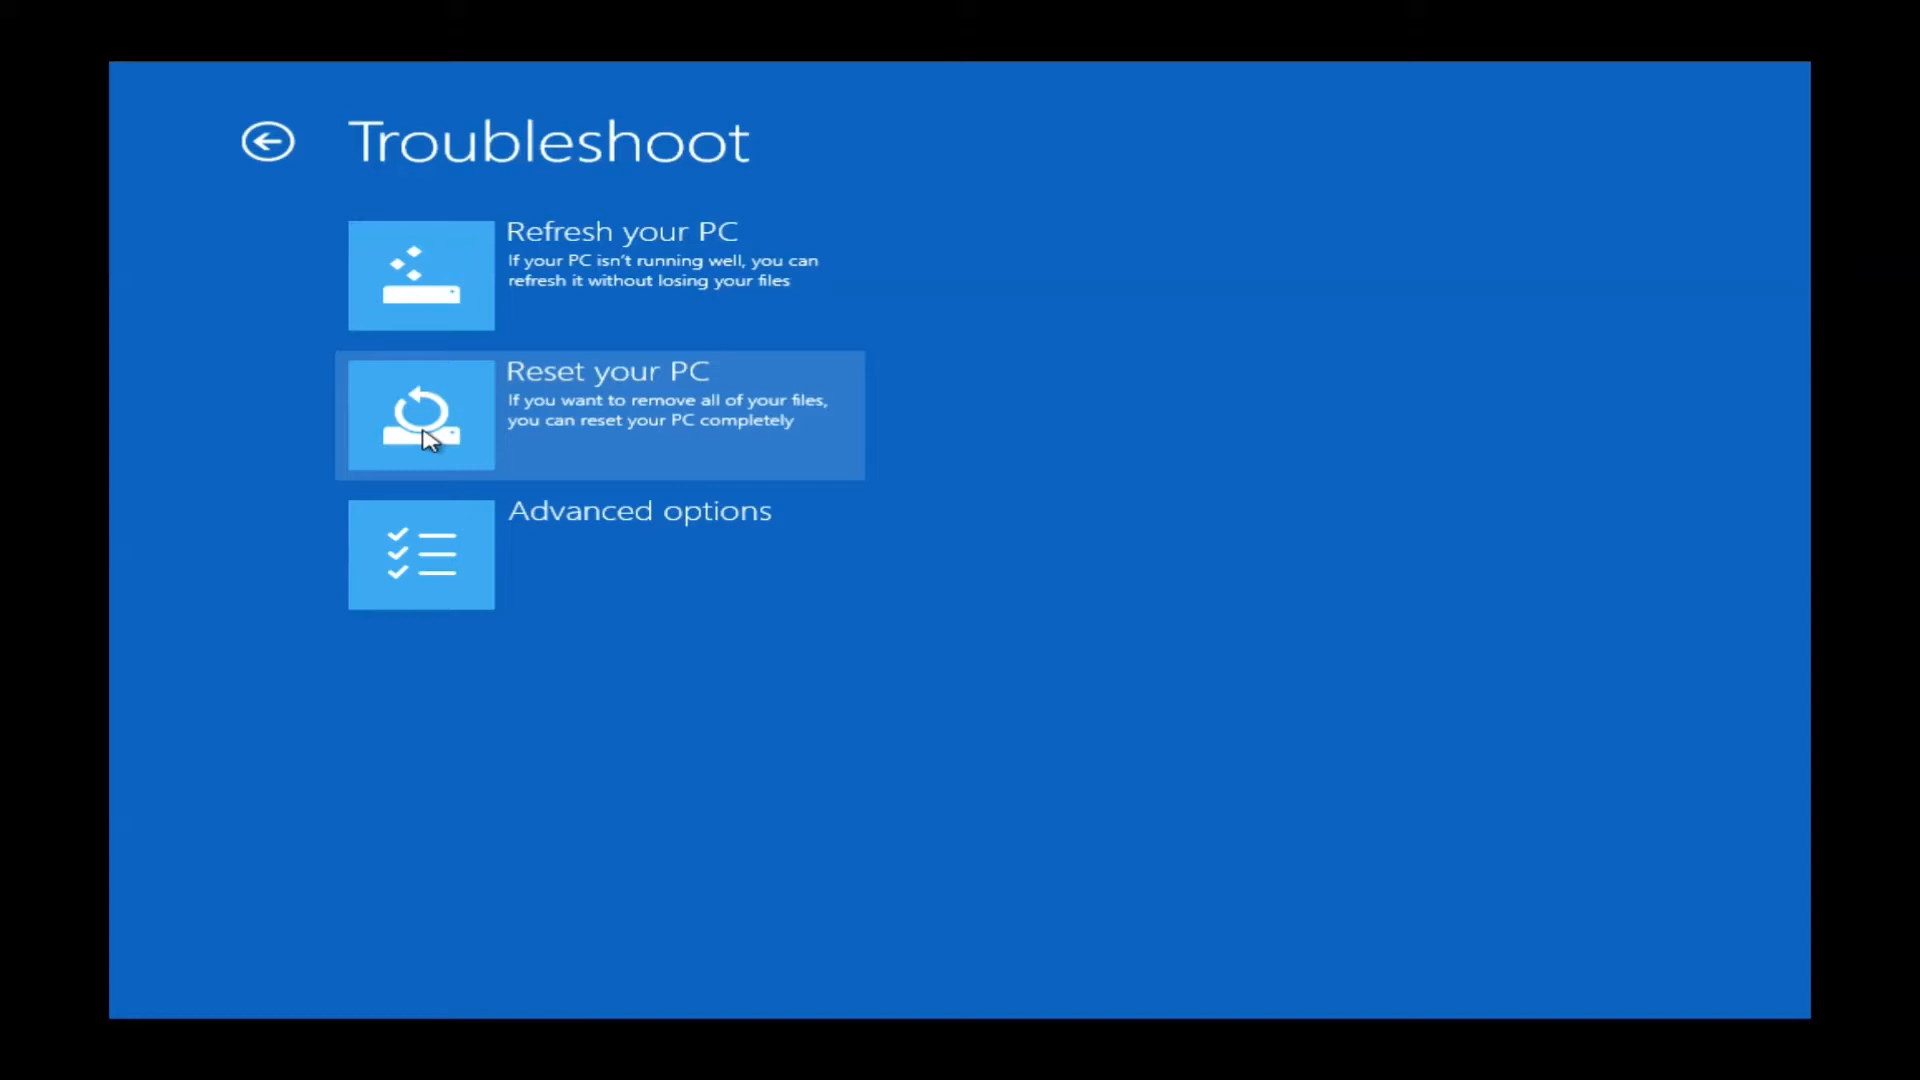 Troubleshoot
Refresh your PC
If your PC isn't running well, you can
refresh it without losing your files
Reset your PC
If you want to remove all of your files,
you can reset your PC completely
Advanced options